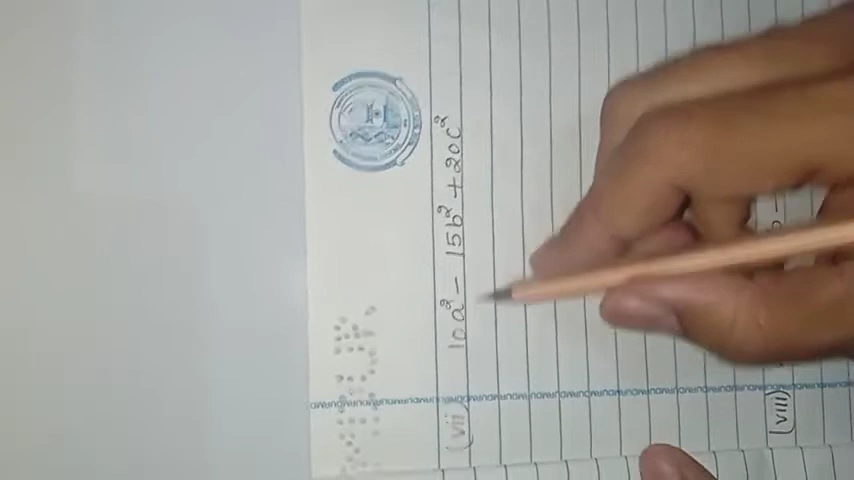 (vii) 10a² - 15b² + 20c²
(viii)